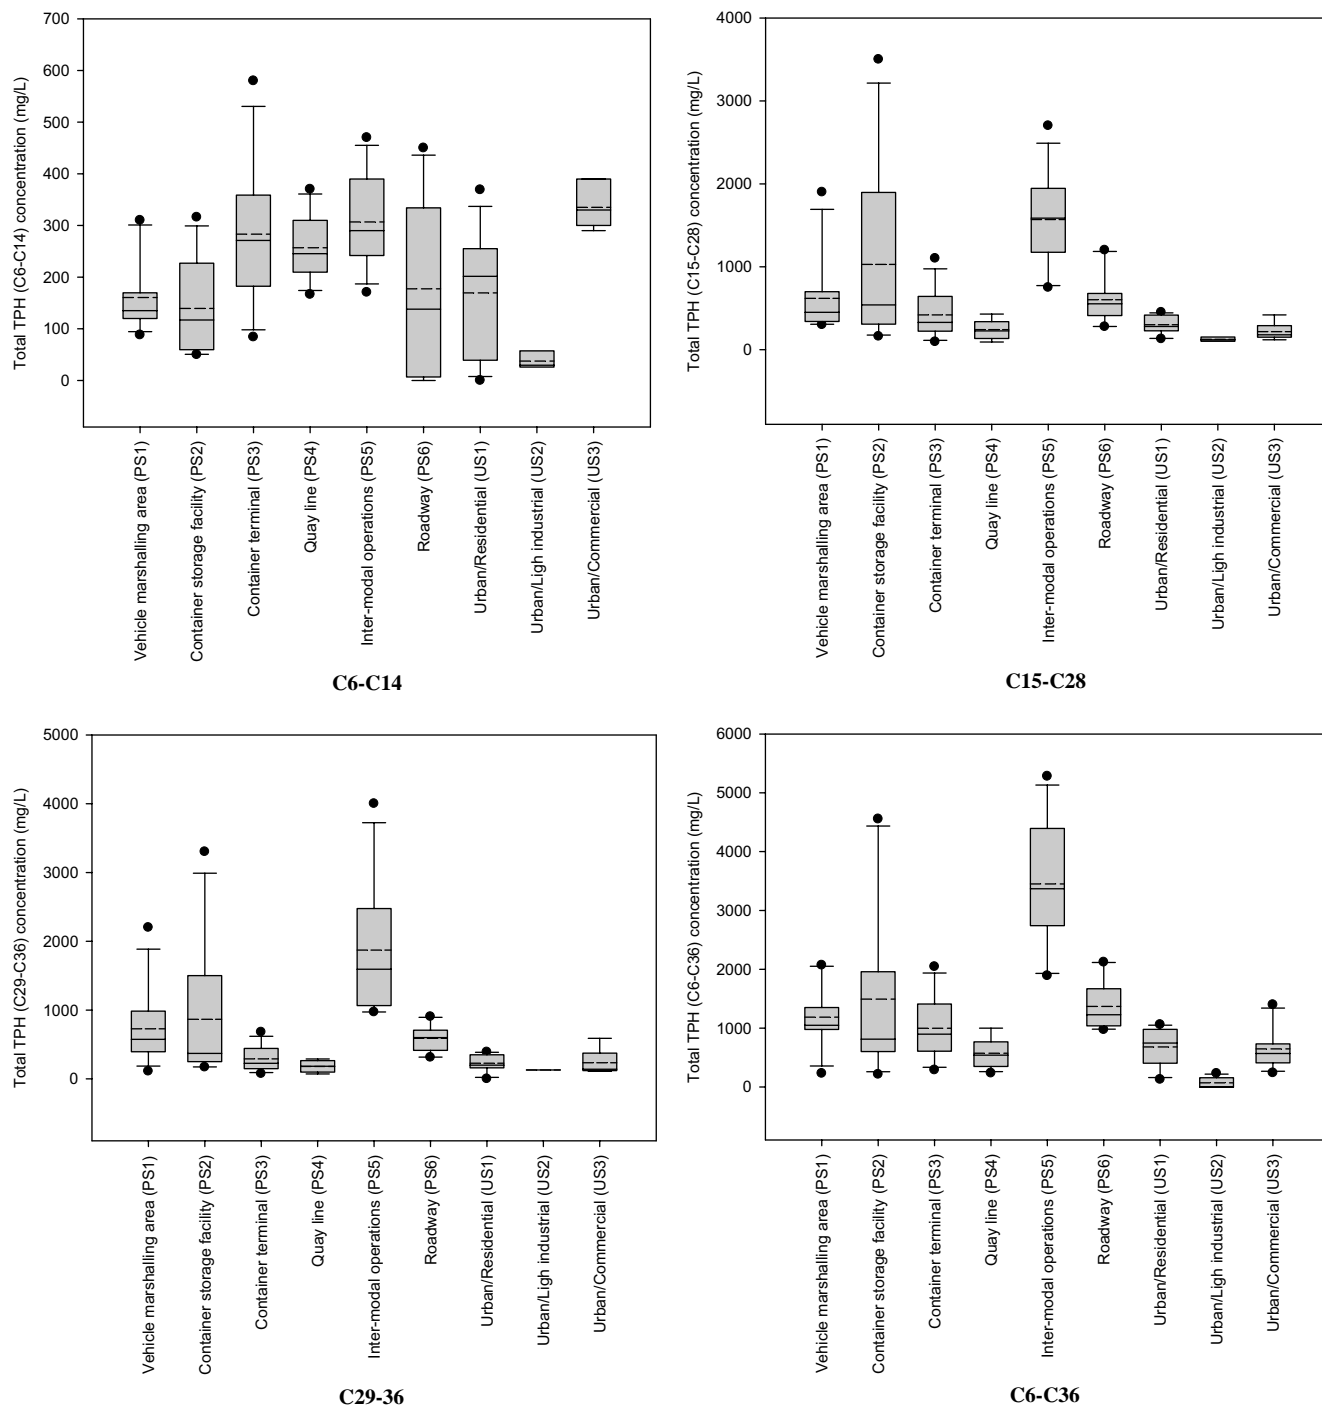 Total TPH (C6-C14) concentration (mg/L)
700
600
500
400
300
200
100
0
Vehicle marshalling area (PS1)
Container storage facility (PS2)
Container terminal (PS3)
Quay line (PS4)
Inter-modal operations (PS5)
Roadway (PS6)
Urban/Residential (US1)
Urban/Ligh industrial (US2)
Urban/Commercial (US3)
C6-C14
Total TPH (C15-C28) concentration (mg/L)
4000
3000
2000
1000
0
Vehicle marshalling area (PS1)
Container storage facility (PS2)
Container terminal (PS3)
Quay line (PS4)
Inter-modal operations (PS5)
Roadway (PS6)
Urban/Residential (US1)
Urban/Ligh industrial (US2)
Urban/Commercial (US3)
C15-C28
Total TPH (C29-C36) concentration (mg/L)
5000
4000
3000
2000
1000
0
Vehicle marshalling area (PS1)
Container storage facility (PS2)
Container terminal (PS3)
Quay line (PS4)
Inter-modal operations (PS5)
Roadway (PS6)
Urban/Residential (US1)
Urban/Ligh industrial (US2)
Urban/Commercial (US3)
C29-36
Total TPH (C6-C36) concentration (mg/L)
6000
5000
4000
3000
2000
1000
0
Vehicle marshalling area (PS1)
Container storage facility (PS2)
Container terminal (PS3)
Quay line (PS4)
Inter-modal operations (PS5)
Roadway (PS6)
Urban/Residential (US1)
Urban/Ligh industrial (US2)
Urban/Commercial (US3)
C6-C36